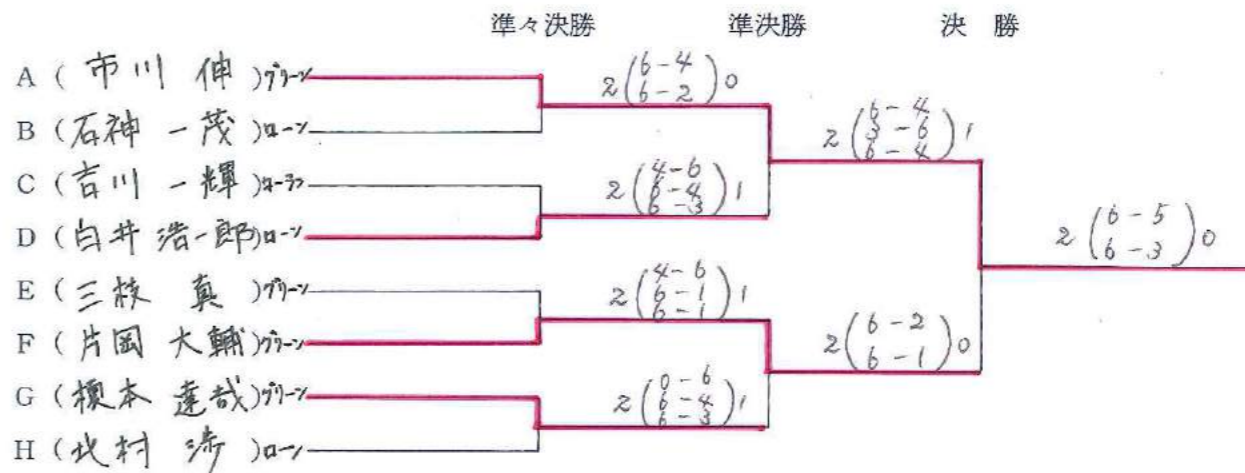 準々決勝 準決勝 決 勝
A ( 市川 伸 ) グリーン
2 ( 6-4 6-2 ) 0
B ( 石神 一茂 ) ローン
2 ( 6-4 3-6 6-4 ) 1
C ( 吉川 一輝 )
2 ( 4-6 6-4 6-3 ) 1
D ( 白井 浩一郎 ) ローン
2 ( 6-5 6-3 ) 0
E ( 三枝 真 ) グリーン
2 ( 4-6 6-1 6-1 ) 1
F ( 片岡 大輔 ) グリーン
2 ( 6-2 6-1 ) 0
G ( 榎本 達哉 ) グリーン
2 ( 0-6 6-4 6-3 ) 1
H ( 北村 渉 ) ローン